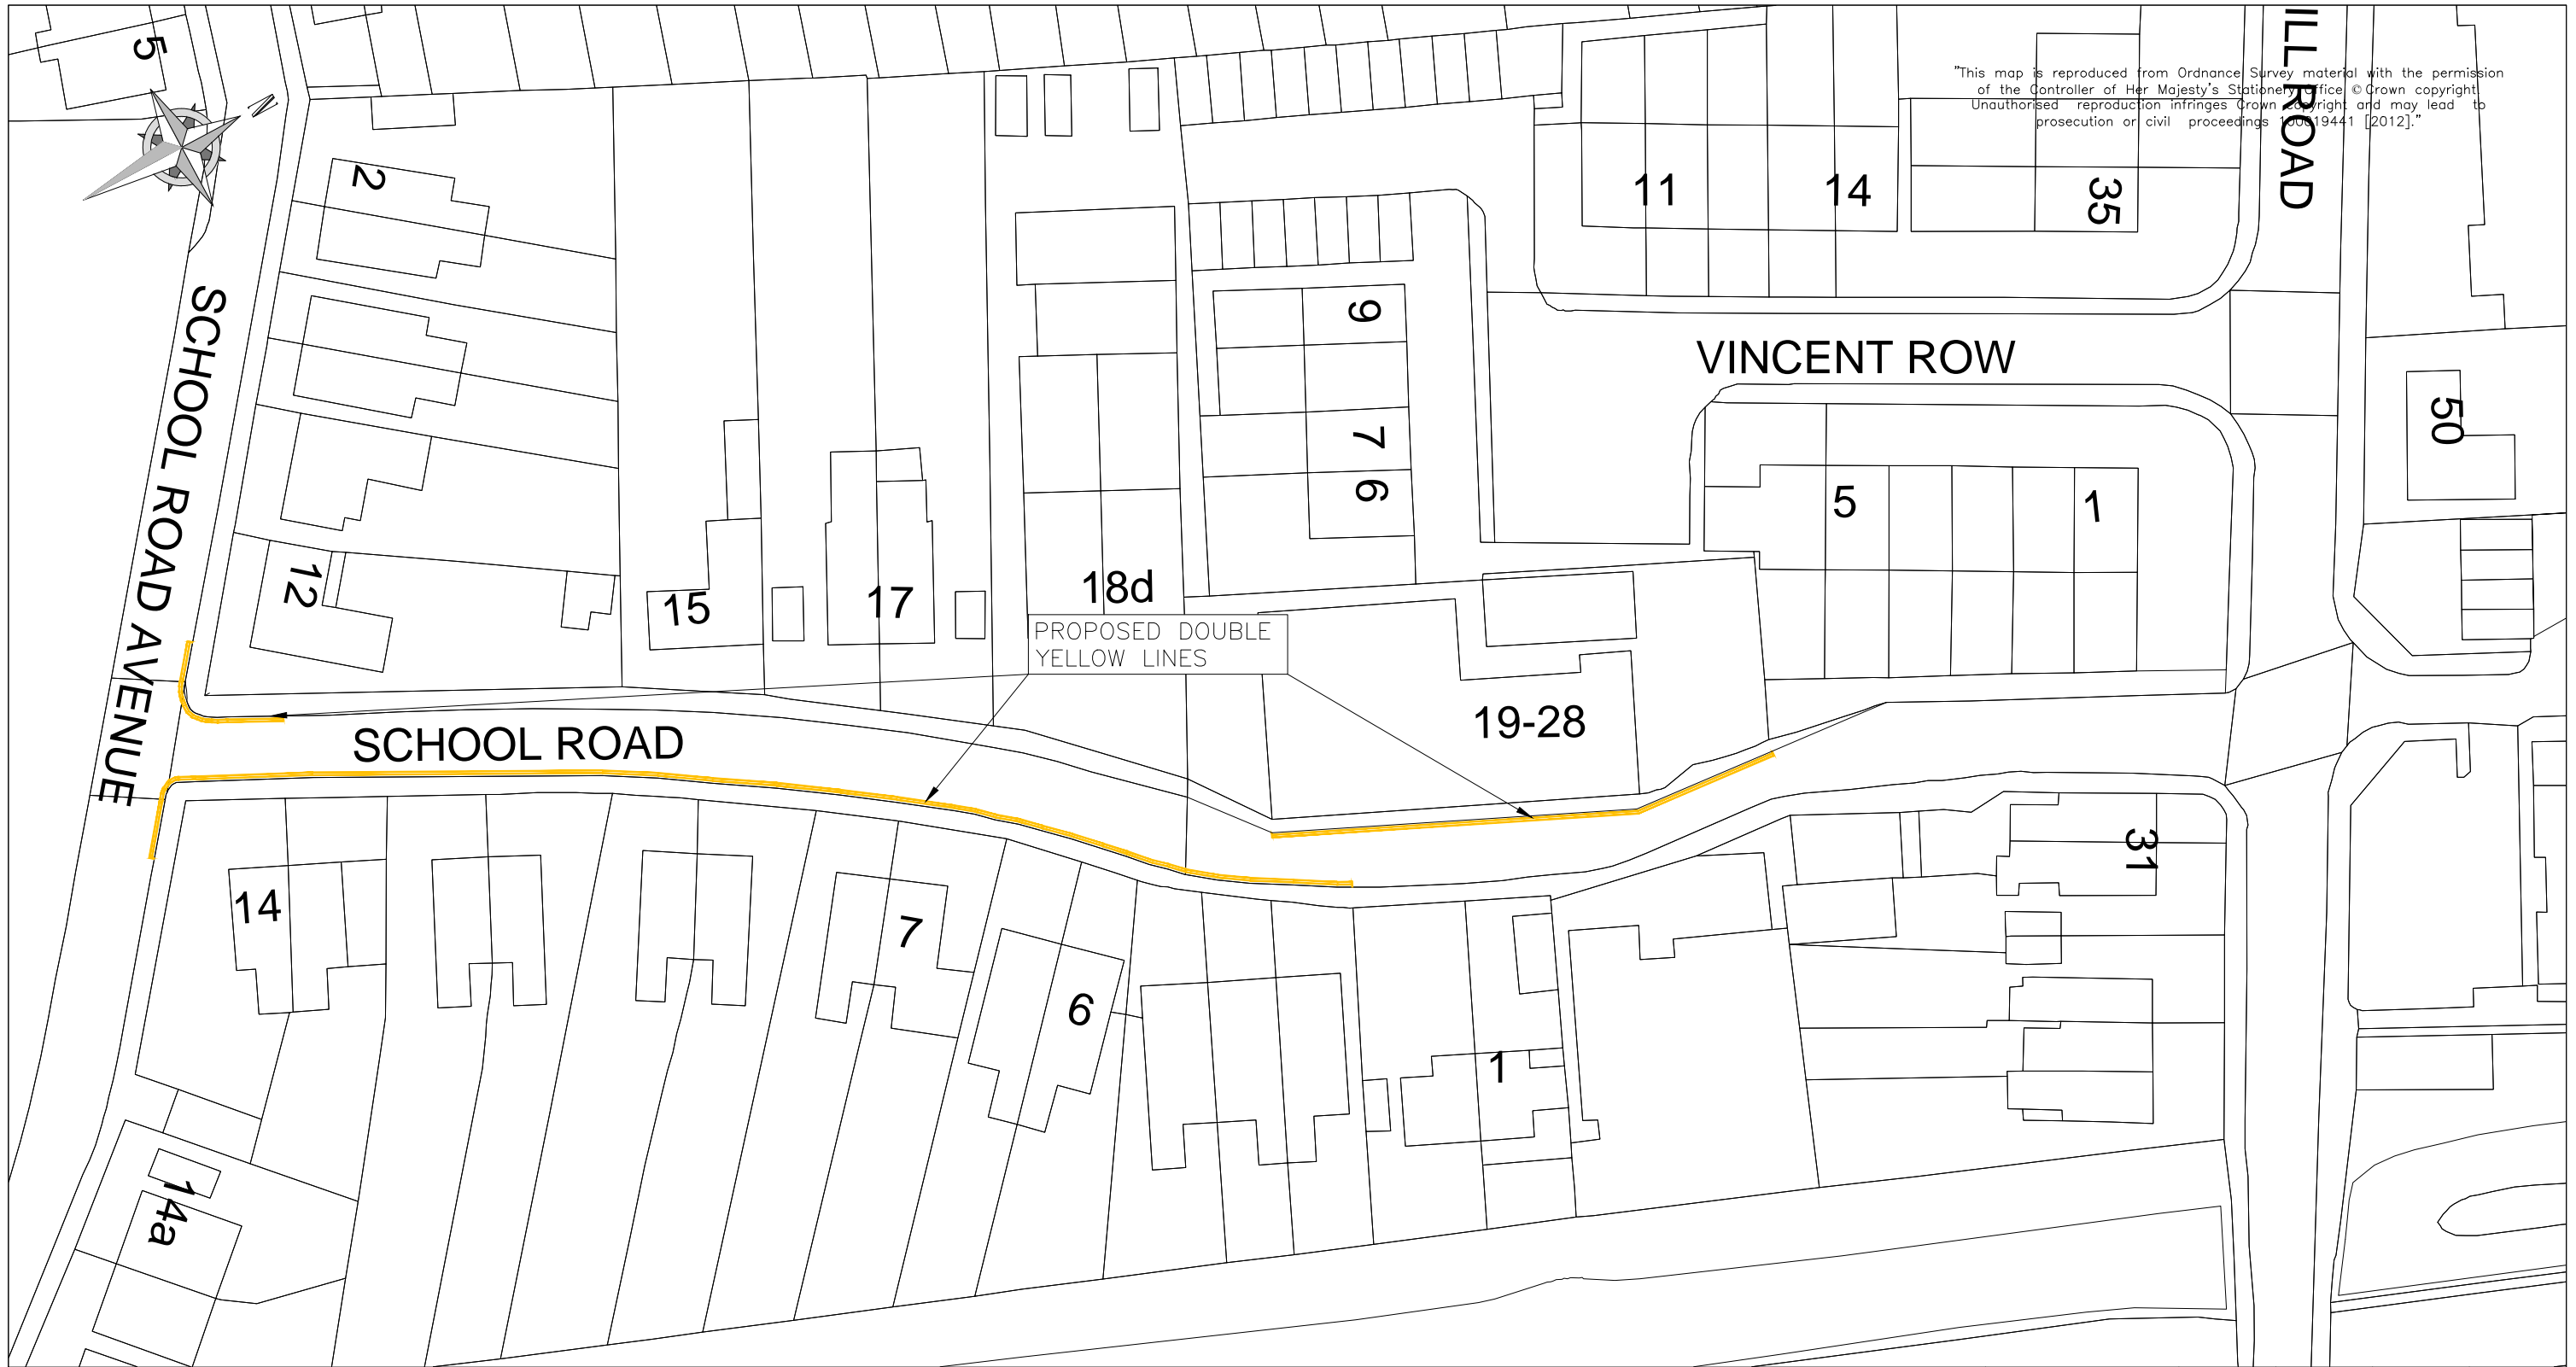 5
N
ILL ROAD
"This map is reproduced from Ordnance Survey material with the permission
of the Controller of Her Majesty's Stationery Office © Crown copyright
Unauthorised reproduction infringes Crown copyright and may lead to
prosecution or civil proceedings 100019441 [2012]."
2
11
14
35
SCHOOL ROAD AVENUE
9
VINCENT ROW
7
50
6
5
1
12
15
17
18d
PROPOSED DOUBLE
YELLOW LINES
SCHOOL ROAD
19-28
31
14
7
6
1
14a